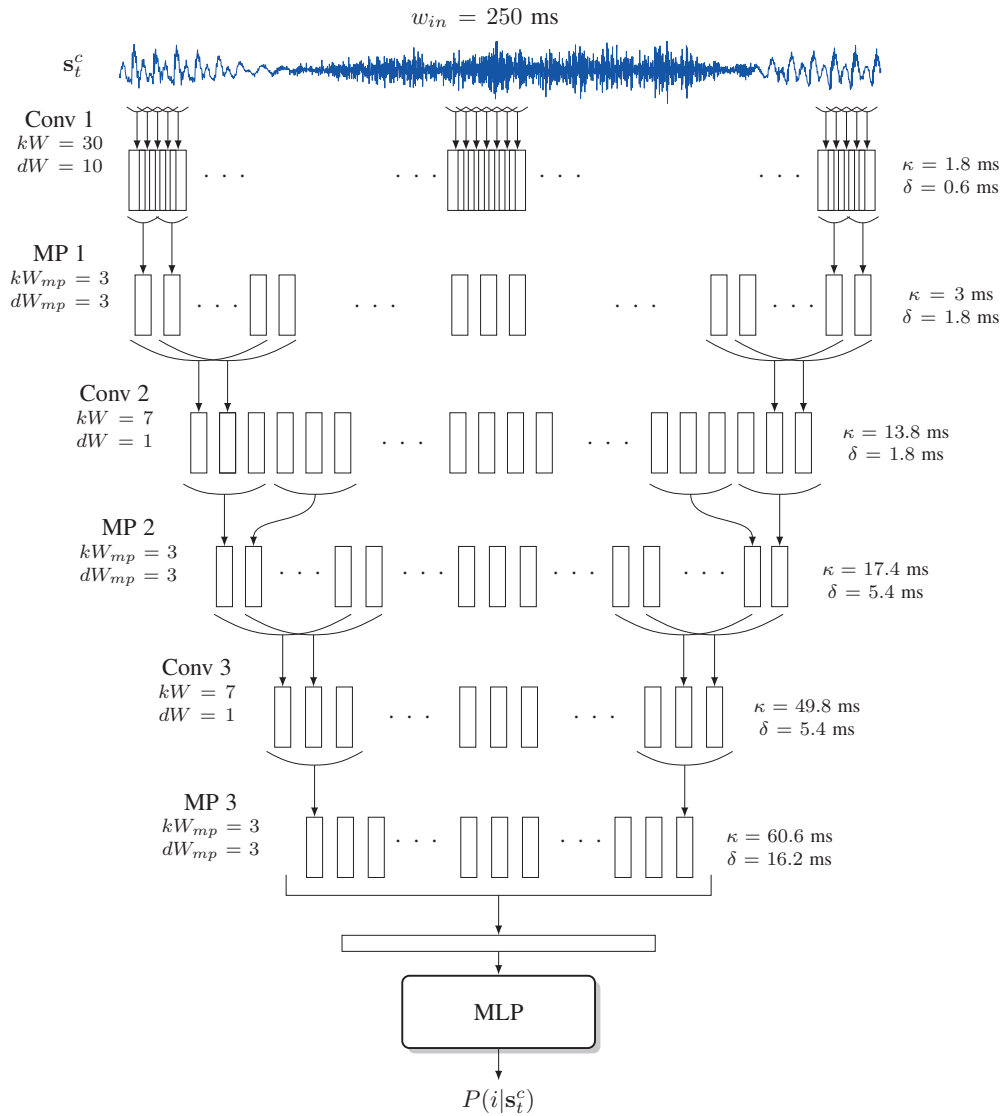 w_in = 250 ms
s_t^c
Conv 1
kW = 30
dW = 10
κ = 1.8 ms
δ = 0.6 ms
MP 1
kW_mp = 3
dW_mp = 3
κ = 3 ms
δ = 1.8 ms
Conv 2
kW = 7
dW = 1
κ = 13.8 ms
δ = 1.8 ms
MP 2
kW_mp = 3
dW_mp = 3
κ = 17.4 ms
δ = 5.4 ms
Conv 3
kW = 7
dW = 1
κ = 49.8 ms
δ = 5.4 ms
MP 3
kW_mp = 3
dW_mp = 3
κ = 60.6 ms
δ = 16.2 ms
MLP
P(i|s_t^c)